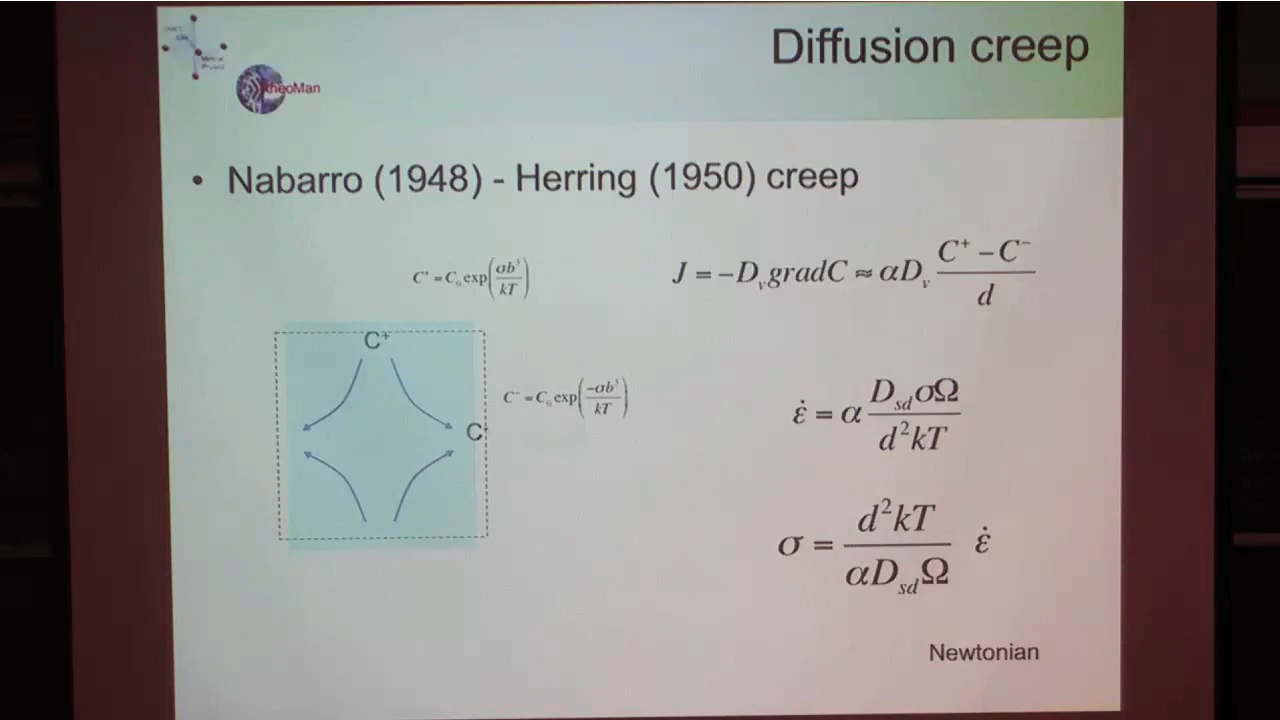 Diffusion creep
RheoMan
• Nabarro (1948) - Herring (1950) creep
C⁺ = C₀ exp(σb³/kT)
J = −D_v gradC ≈ αD_v (C⁺ − C⁻)/d
C⁺
C⁻ = C₀ exp(−σb³/kT)
C⁻
ε̇ = α D_sd σΩ / d²kT
σ = d²kT / αD_sd Ω ε̇
Newtonian